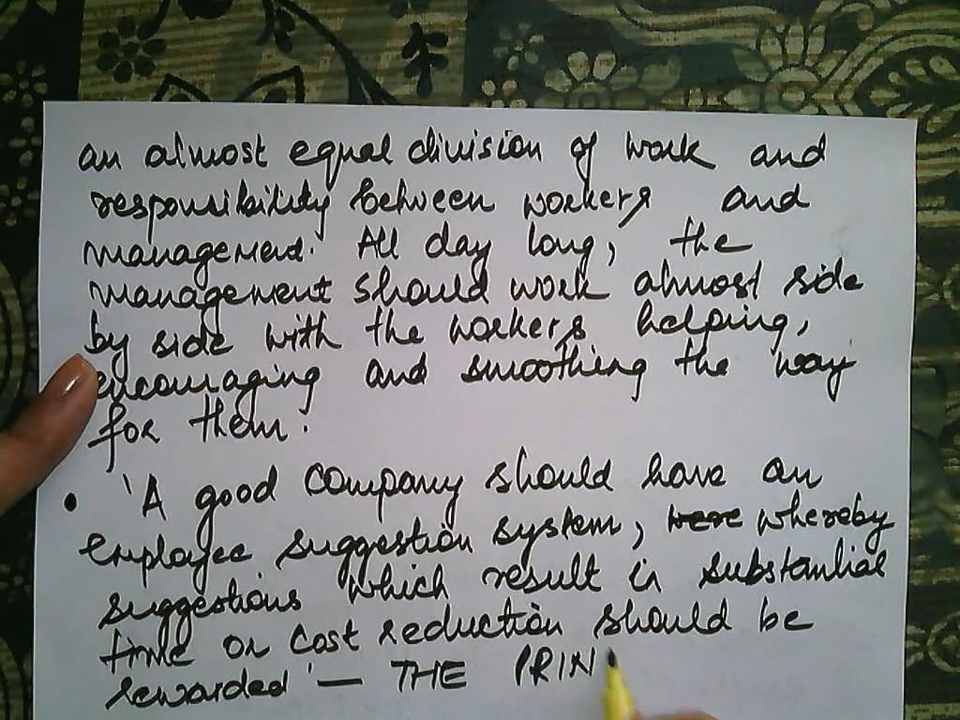 an almost equal division of work and
responsibility between workers and
management. All day long, the
management should work almost side
by side with the workers helping,
encouraging and smoothing the way
for them.
• 'A good company should have an
employee suggestion system, were whereby
suggestions which result in substantial
time or cost reduction should be
rewarded' — THE PRIN